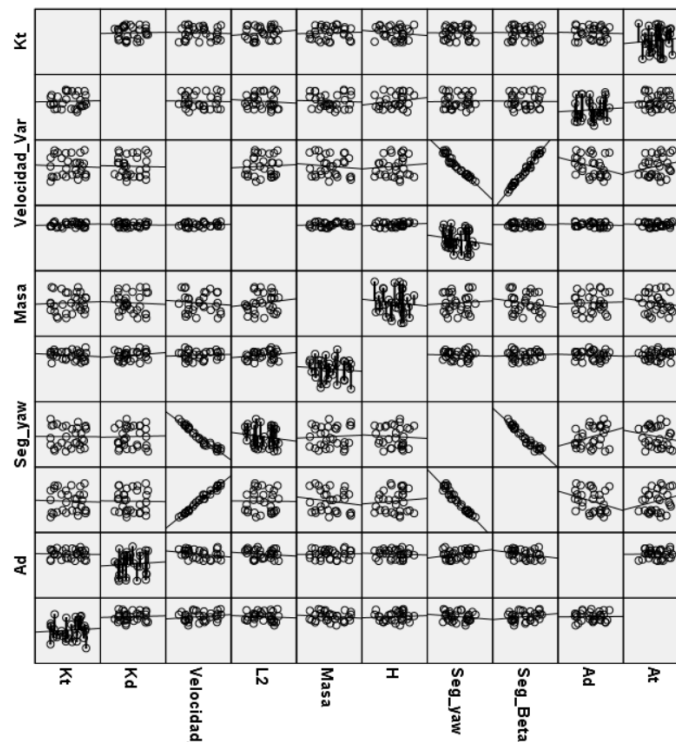 Kt
Velocidad_Var
Masa
Seg_yaw
Ad
Kt
Kd
Velocidad
L2
Masa
H
Seg_yaw
Seg_Beta
Ad
At